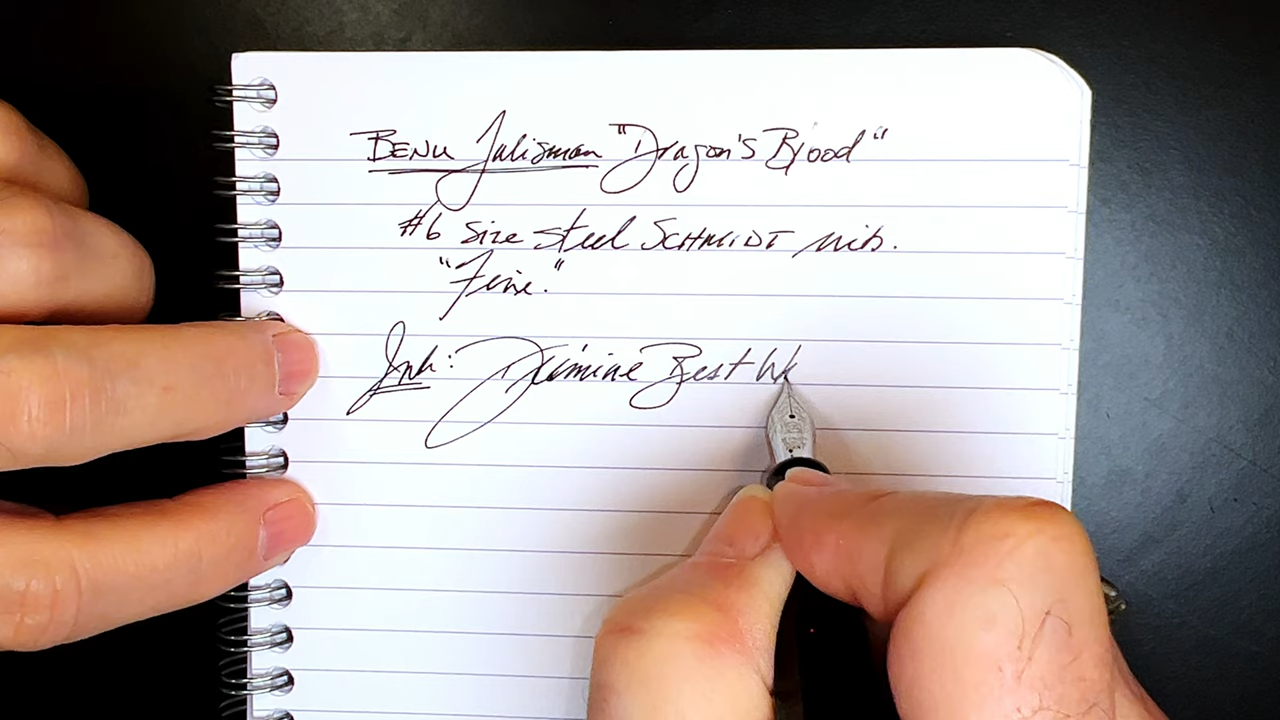 BENU Talisman "Dragon's Blood"
#6 size steel SCHMIDT nib.
"Fine."
Ink: Diamine Best W